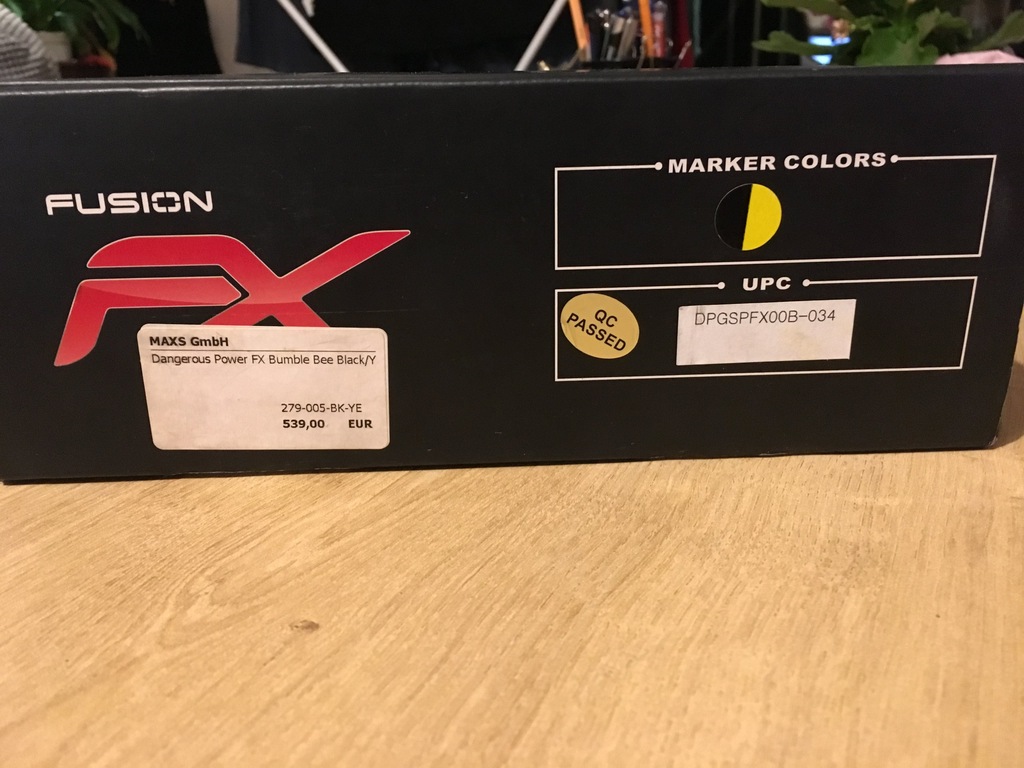 FUSION
FX
MAXS GmbH
Dangerous Power FX Bumble Bee Black/Y
279-005-BK-YE
539,00 EUR
MARKER COLORS
UPC
QC
PASSED
DPGSPFX00B-034